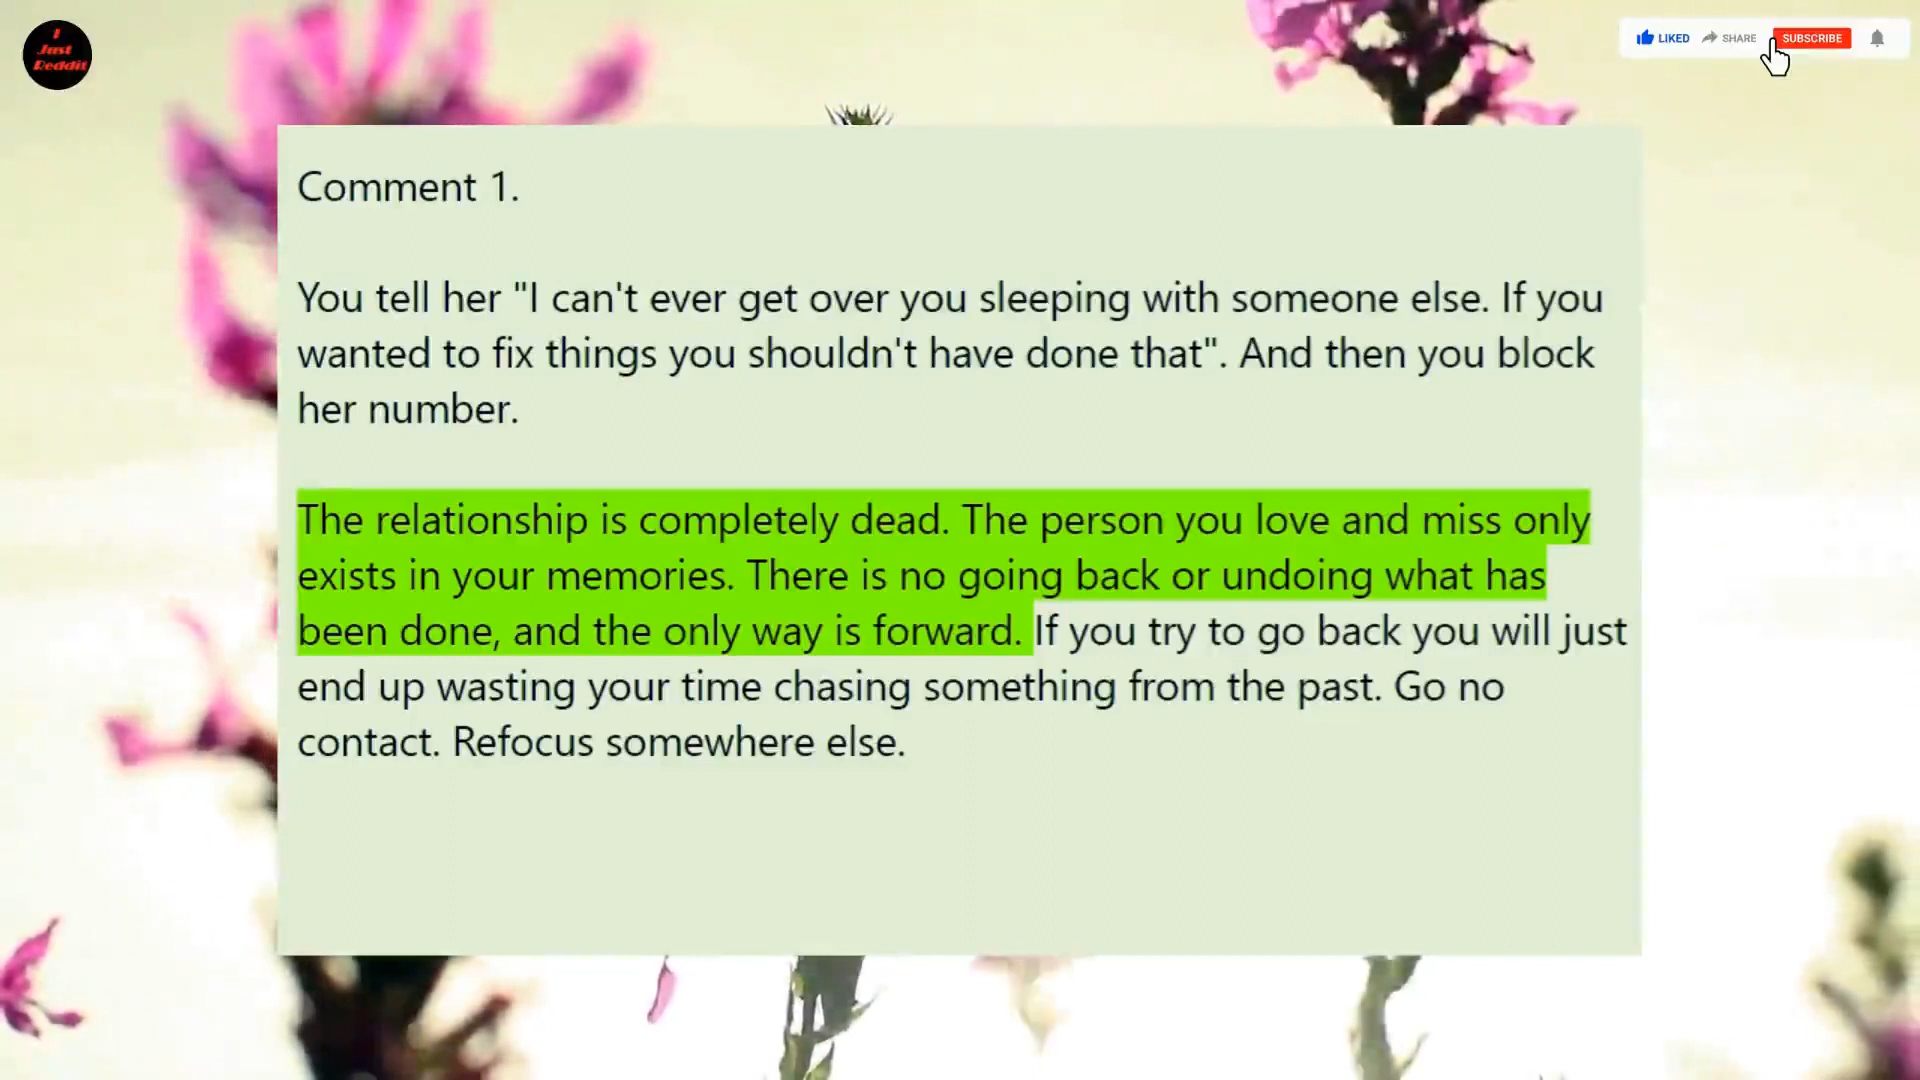 I
Just
Reddit
LIKED SHARE SUBSCRIBE
Comment 1.
You tell her "I can't ever get over you sleeping with someone else. If you
wanted to fix things you shouldn't have done that". And then you block
her number.
The relationship is completely dead. The person you love and miss only
exists in your memories. There is no going back or undoing what has
been done, and the only way is forward. If you try to go back you will just
end up wasting your time chasing something from the past. Go no
contact. Refocus somewhere else.